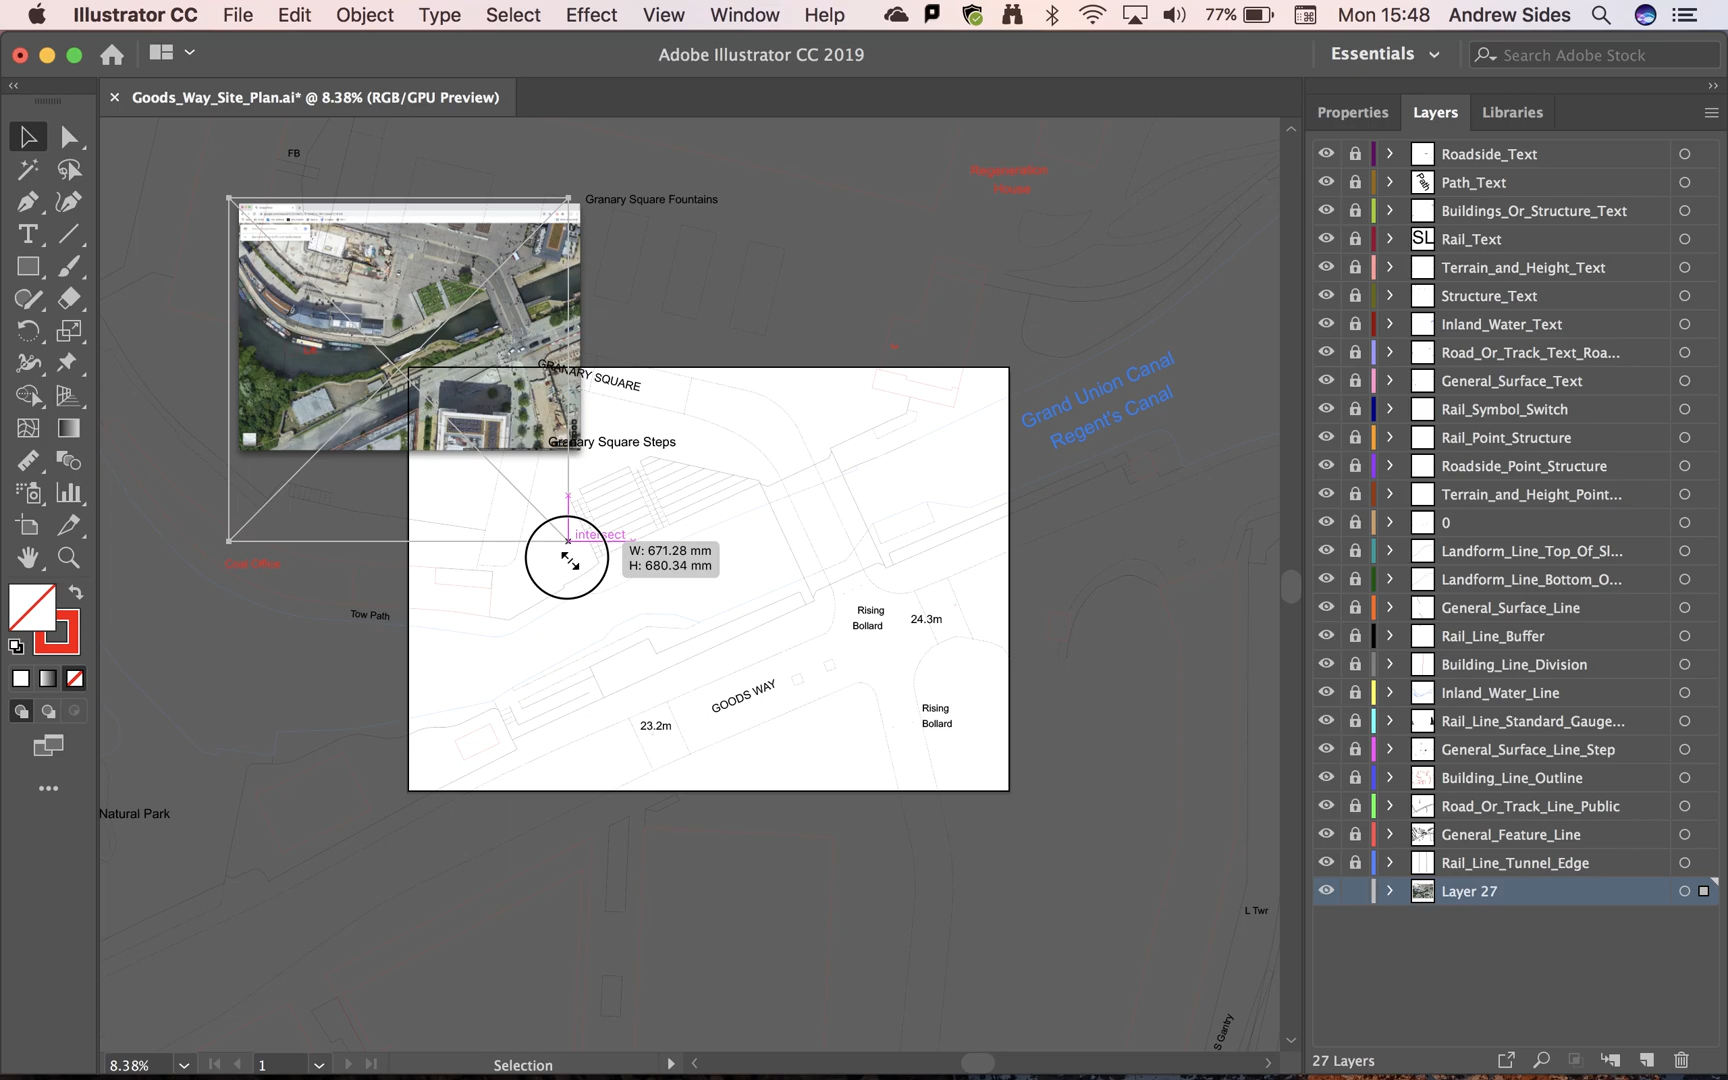 Illustrator CC File Edit Object Type Select Effect View Window Help 77% Mon 15:48 Andrew Sides
Adobe Illustrator CC 2019
Essentials
Search Adobe Stock
Goods_Way_Site_Plan.ai* @ 8.38% (RGB/GPU Preview)
Properties Layers Libraries
FB
Granary Square Fountains
GRANARY SQUARE
Granary Square Steps
Grand Union Canal
Regent's Canal
intersect
W: 671.28 mm
H: 680.34 mm
Tow Path
Rising
Bollard
24.3m
GOODS WAY
23.2m
Rising
Bollard
Natural Park
L Twr
S Gantry
Roadside_Text
Path_Text
Buildings_Or_Structure_Text
SL Rail_Text
Terrain_and_Height_Text
Structure_Text
Inland_Water_Text
Road_Or_Track_Text_Roa...
General_Surface_Text
Rail_Symbol_Switch
Rail_Point_Structure
Roadside_Point_Structure
Terrain_and_Height_Point...
0
Landform_Line_Top_Of_Sl...
Landform_Line_Bottom_O...
General_Surface_Line
Rail_Line_Buffer
Building_Line_Division
Inland_Water_Line
Rail_Line_Standard_Gauge...
General_Surface_Line_Step
Building_Line_Outline
Road_Or_Track_Line_Public
General_Feature_Line
Rail_Line_Tunnel_Edge
Layer 27
27 Layers
8.38% 1 Selection